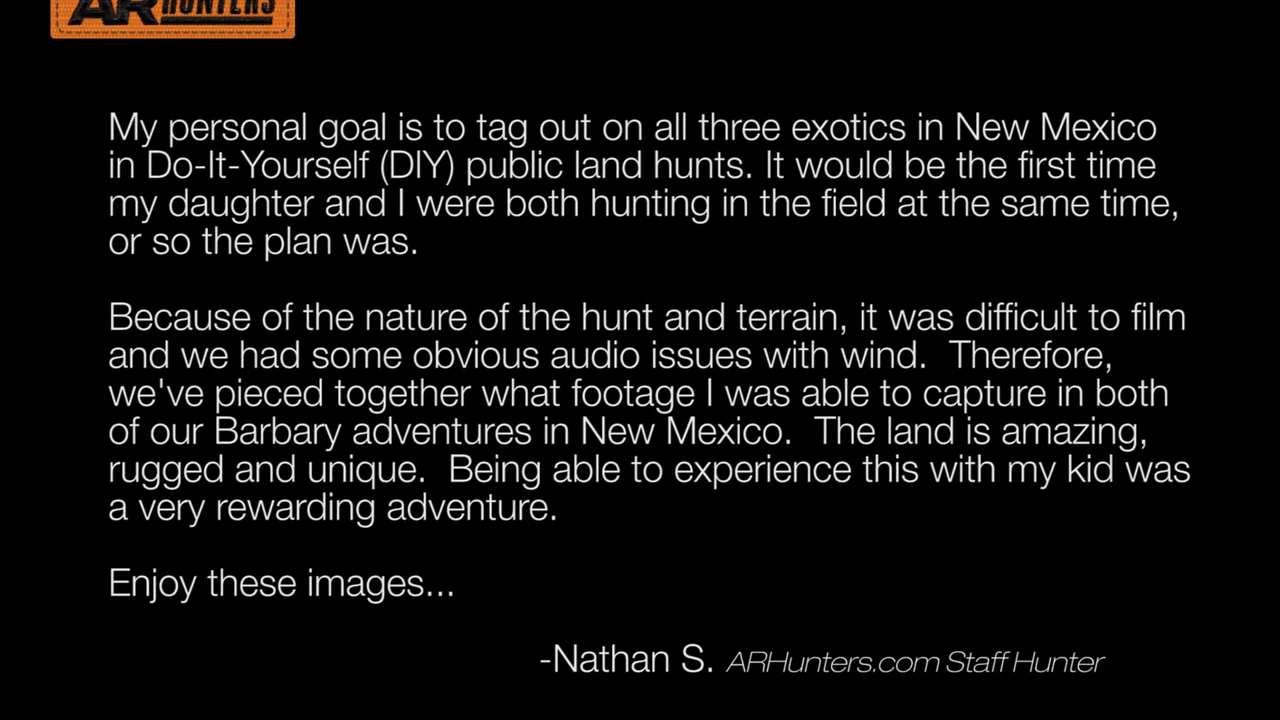 AR HUNTERS
My personal goal is to tag out on all three exotics in New Mexico
in Do-It-Yourself (DIY) public land hunts. It would be the first time
my daughter and I were both hunting in the field at the same time,
or so the plan was.
Because of the nature of the hunt and terrain, it was difficult to film
and we had some obvious audio issues with wind.  Therefore,
we've pieced together what footage I was able to capture in both
of our Barbary adventures in New Mexico.  The land is amazing,
rugged and unique.  Being able to experience this with my kid was
a very rewarding adventure.
Enjoy these images...
-Nathan S. ARHunters.com Staff Hunter